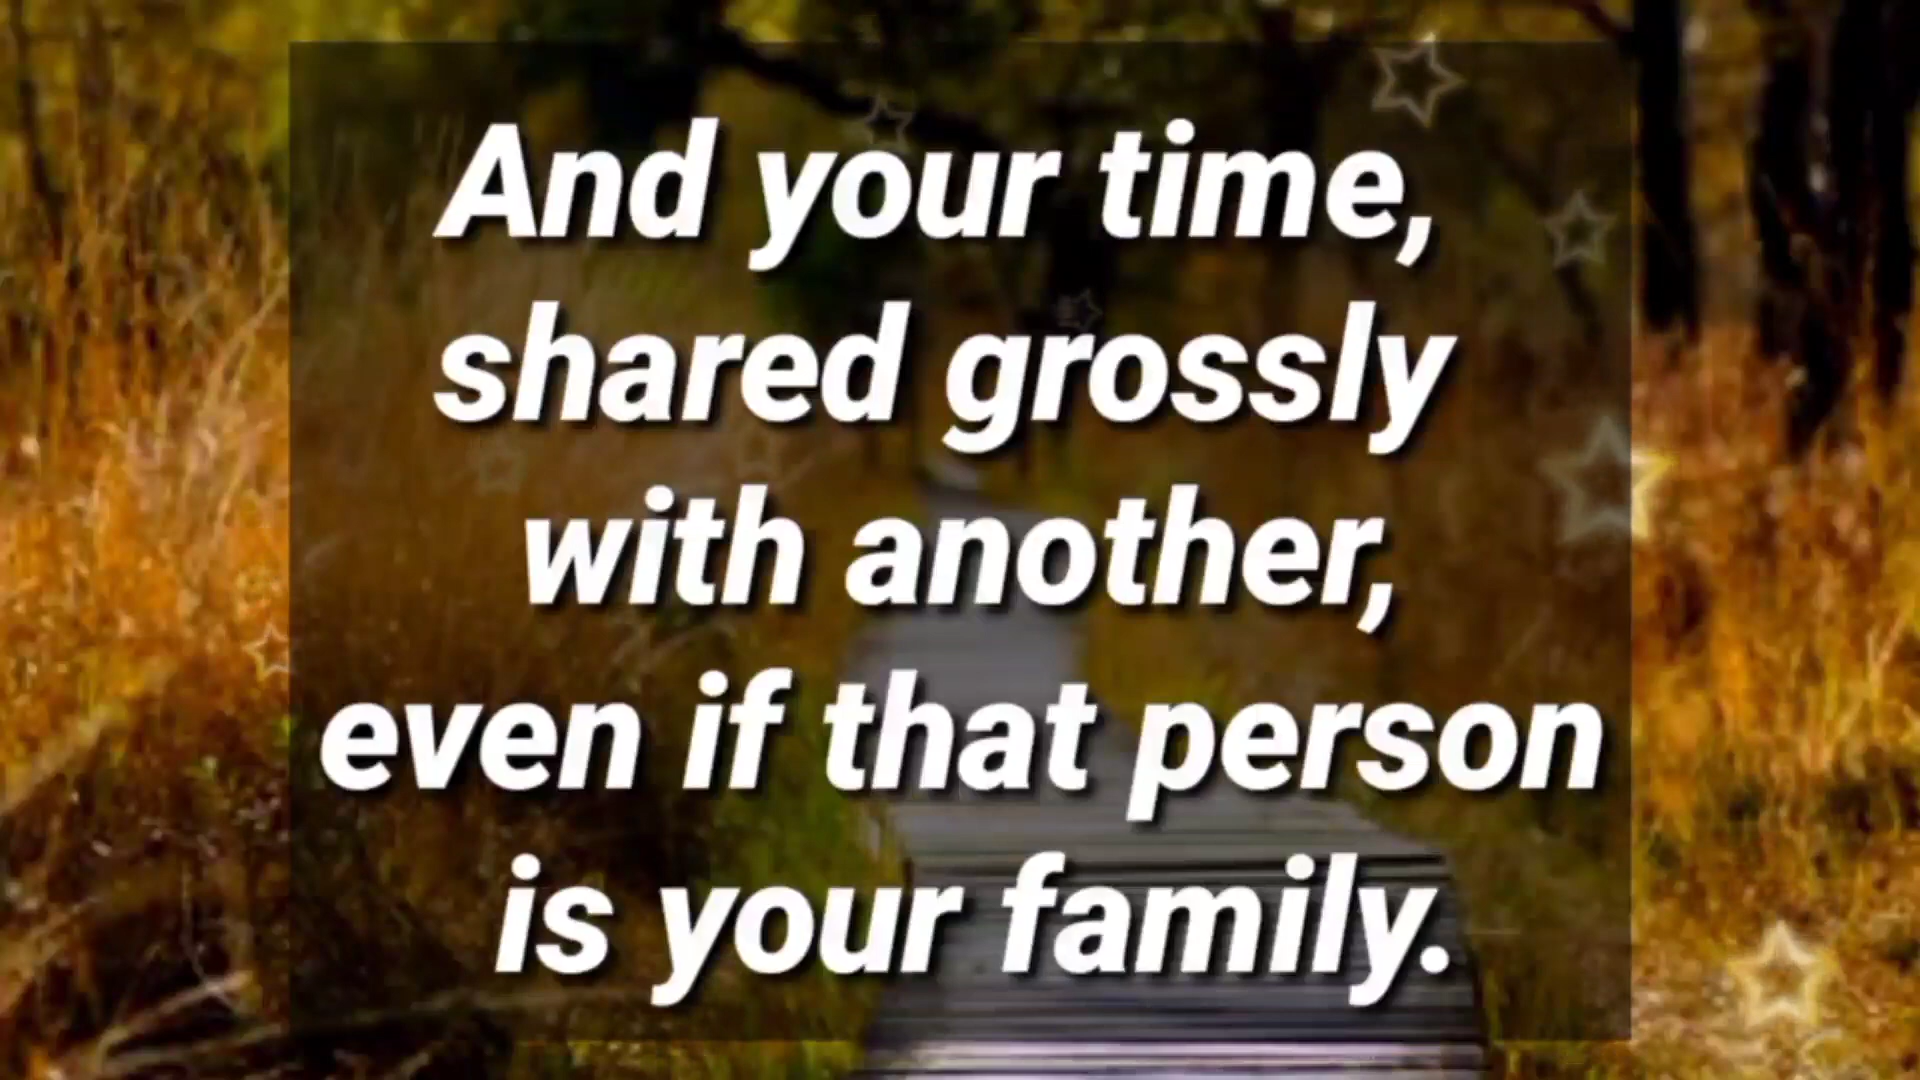 And your time,
shared grossly
with another,
even if that person
is your family.